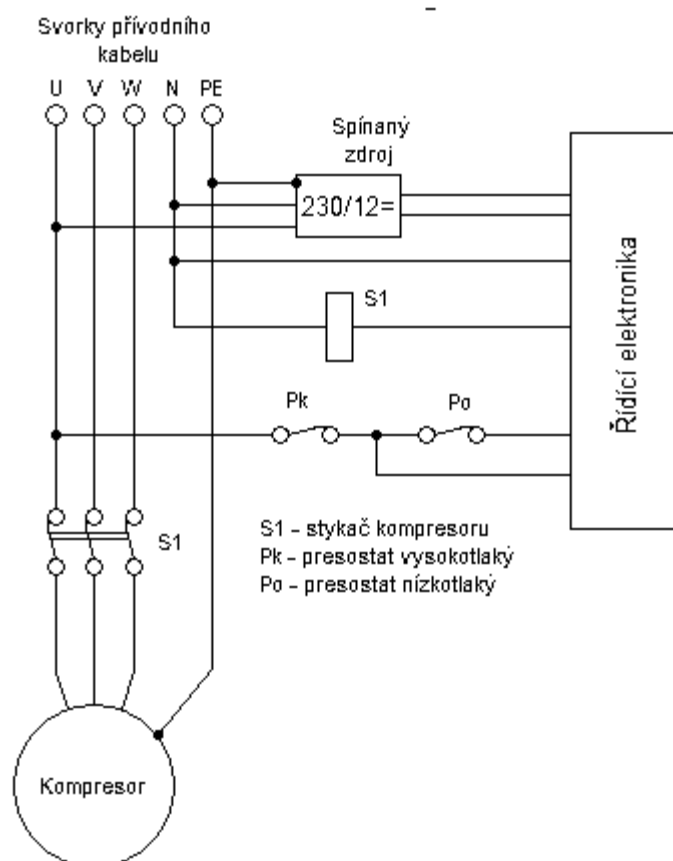 Svorky přívodního
kabelu
U V W N PE
Spínaný
zdroj
230/12=
S1
Řídící elektronika
Pk
Po
S1
S1 - stykač kompresoru
Pk - presostat vysokotlaký
Po - presostat nízkotlaký
Kompresor